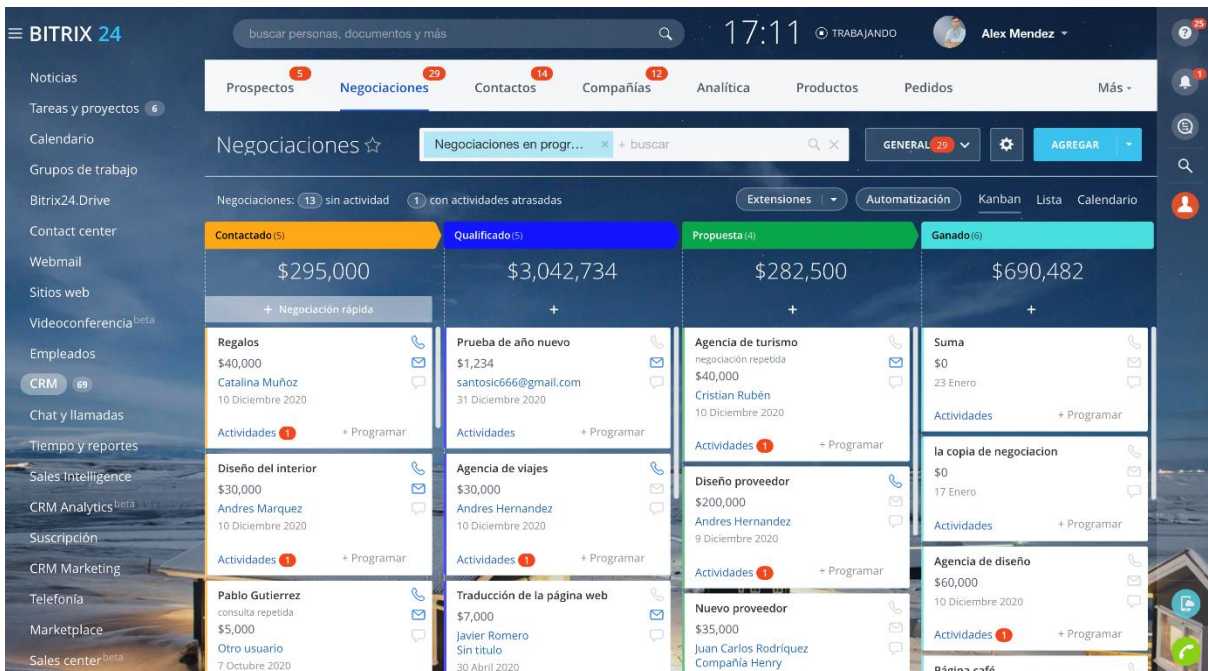 BITRIX 24
buscar personas, documentos y más
17:11
TRABAJANDO
Alex Mendez
25
1
Noticias
Tareas y proyectos 6
Calendario
Grupos de trabajo
Bitrix24.Drive
Contact center
Webmail
Sitios web
Videoconferencia beta
Empleados
CRM 69
Chat y llamadas
Tiempo y reportes
Sales Intelligence
CRM Analytics beta
Suscripción
CRM Marketing
Telefonía
Marketplace
Sales center beta
Prospectos 5
Negociaciones 29
Contactos 14
Compañías 12
Analítica
Productos
Pedidos
Más
Negociaciones
Negociaciones en progr... × + buscar
GENERAL 29
AGREGAR
Negociaciones: 13 sin actividad 1 con actividades atrasadas
Extensiones
Automatización
Kanban
Lista
Calendario
Contactado (5)
$295,000
+ Negociación rápida
Regalos
$40,000
Catalina Muñoz
10 Diciembre 2020
Actividades 1 + Programar
Diseño del interior
$30,000
Andres Marquez
10 Diciembre 2020
Actividades 1 + Programar
Pablo Gutierrez
consulta repetida
$5,000
Otro usuario
7 Octubre 2020
Qualificado (5)
$3,042,734
+
Prueba de año nuevo
$1,234
santosic666@gmail.com
31 Diciembre 2020
Actividades + Programar
Agencia de viajes
$30,000
Andres Hernandez
10 Diciembre 2020
Actividades 1 + Programar
Traducción de la página web
$7,000
Javier Romero
Sin titulo
30 Abril 2020
Propuesta (4)
$282,500
+
Agencia de turismo
negociación repetida
$40,000
Cristian Rubén
10 Diciembre 2020
Actividades 1 + Programar
Diseño proveedor
$200,000
Andres Hernandez
9 Diciembre 2020
Actividades 1 + Programar
Nuevo proveedor
$35,000
Juan Carlos Rodríquez
Compañía Henry
Ganado (6)
$690,482
+
Suma
$0
23 Enero
Actividades + Programar
la copia de negociacion
$0
17 Enero
Actividades + Programar
Agencia de diseño
$60,000
10 Diciembre 2020
Actividades 1 + Programar
Página café